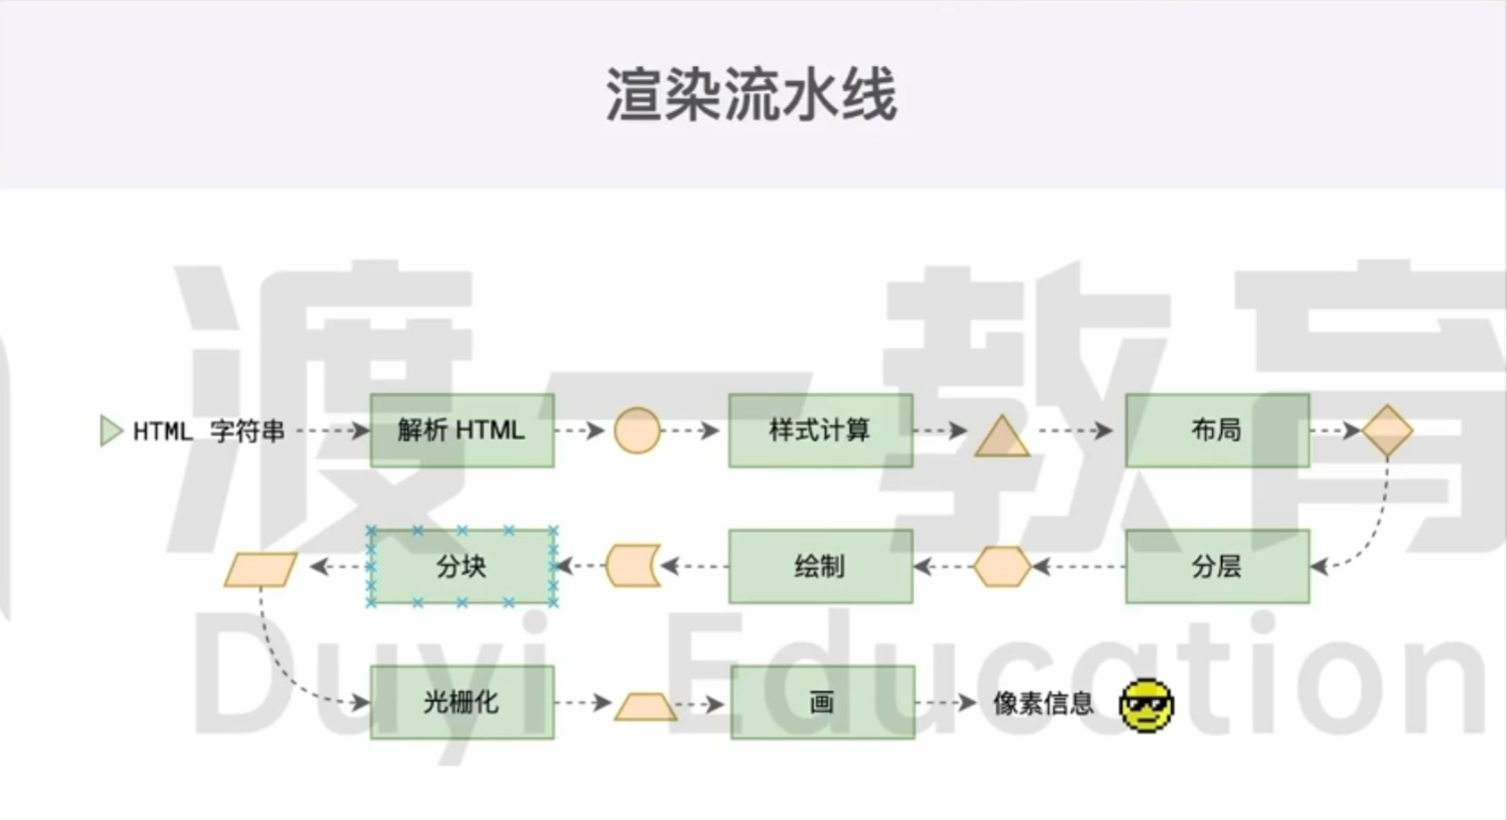 渲染流水线
渡一教育
Duyi Education
HTML 字符串
解析 HTML
样式计算
布局
分层
绘制
分块
光栅化
画
像素信息